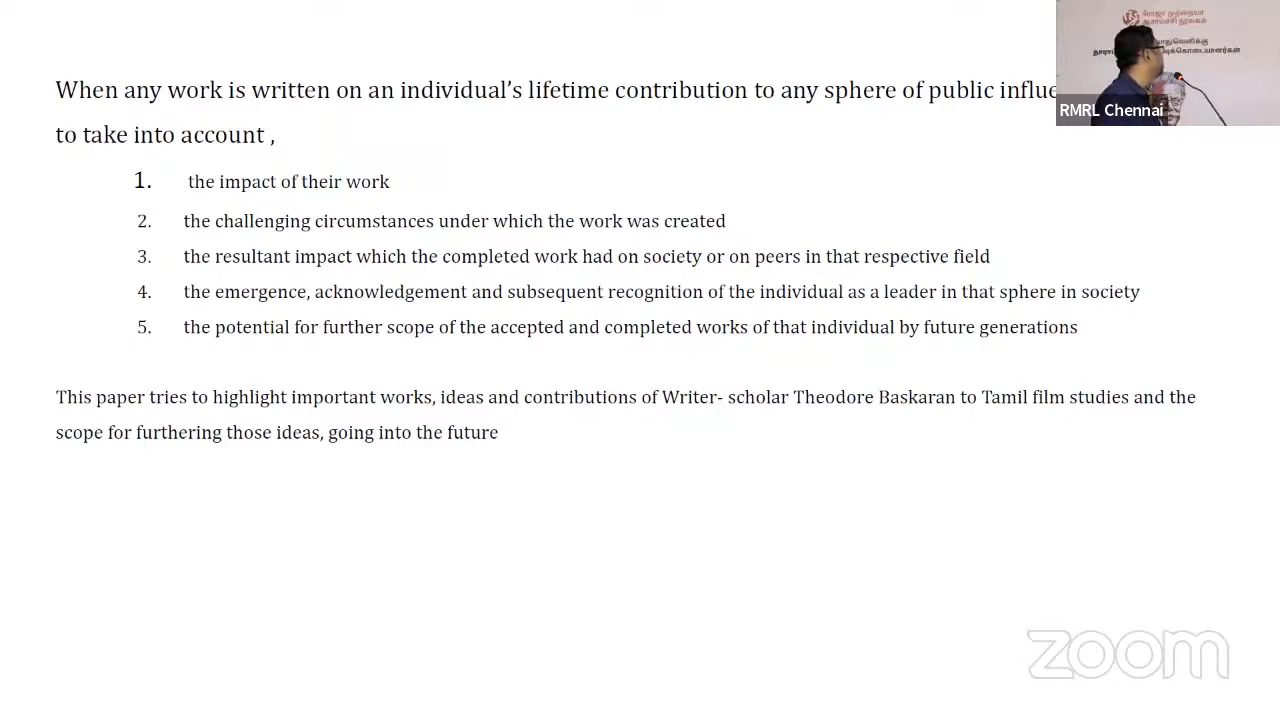 When any work is written on an individual’s lifetime contribution to any sphere of public
to take into account ,
1. the impact of their work
2. the challenging circumstances under which the work was created
3. the resultant impact which the completed work had on society or on peers in that respective field
4. the emergence, acknowledgement and subsequent recognition of the individual as a leader in that sphere in society
5. the potential for further scope of the accepted and completed works of that individual by future generations
This paper tries to highlight important works, ideas and contributions of Writer- scholar Theodore Baskaran to Tamil film studies and the
scope for furthering those ideas, going into the future
ரோஜா முத்தையா
ஆராய்ச்சி நூலகம்
RMRL Chennai
zoom